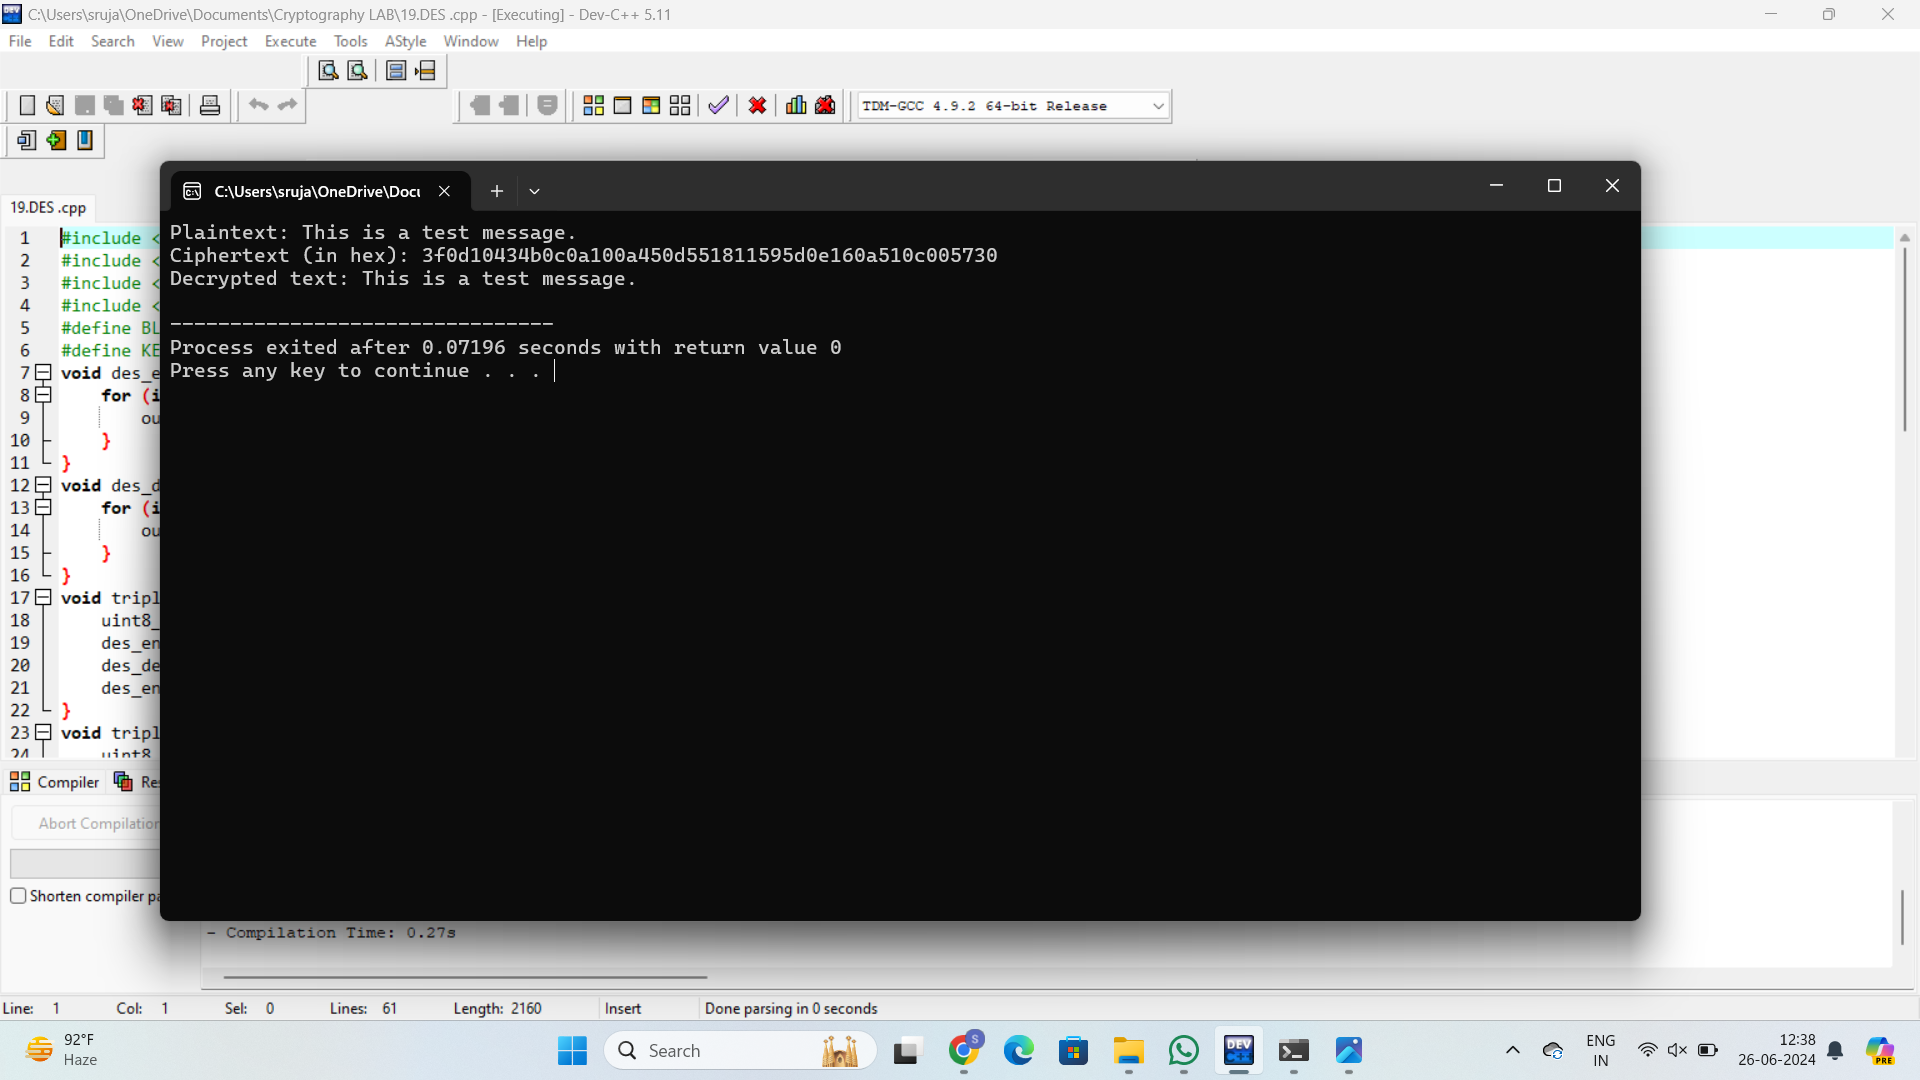 C:\Users\sruja\OneDrive\Documents\Cryptography LAB\19.DES .cpp - [Executing] - Dev-C++ 5.11
File Edit Search View Project Execute Tools AStyle Window Help
TDM-GCC 4.9.2 64-bit Release
C:\Users\sruja\OneDrive\Docu
19.DES .cpp
Plaintext: This is a test message.
Ciphertext (in hex): 3f0d10434b0c0a100a450d551811595d0e160a510c005730
Decrypted text: This is a test message.
--------------------------------
Process exited after 0.07196 seconds with return value 0
Press any key to continue . . .
1 #include <
2 #include <
3 #include <
4 #include <
5 #define BL
6 #define KE
7 void des_e
8 for (i
9 ou
10 }
11 }
12 void des_d
13 for (i
14 ou
15 }
16 }
17 void tripl
18 uint8_
19 des_en
20 des_de
21 des_en
22 }
23 void tripl
24 uint8
Compiler Res
Abort Compilation
Shorten compiler pa
- Compilation Time: 0.27s
Line: 1 Col: 1 Sel: 0 Lines: 61 Length: 2160 Insert Done parsing in 0 seconds
92°F
Haze
Search
S
DEV
C++
ENG
IN
12:38
26-06-2024
PRE